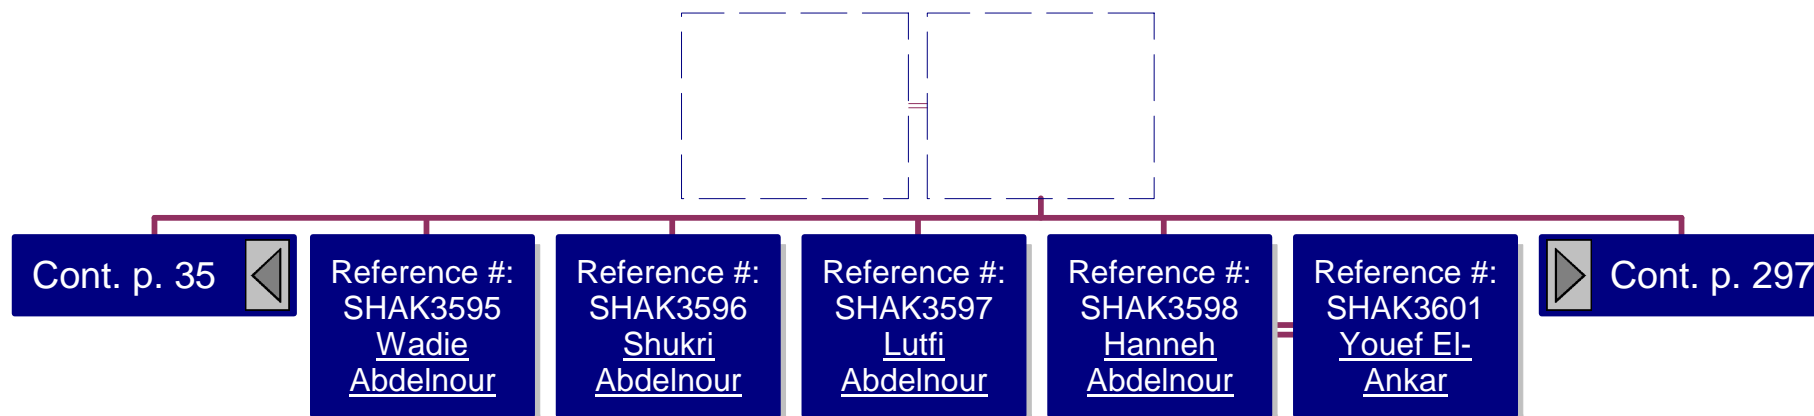 Cont. p. 35
Reference #:
SHAK3595
Wadie
Abdelnour
Reference #:
SHAK3596
Shukri
Abdelnour
Reference #:
SHAK3597
Lutfi
Abdelnour
Reference #:
SHAK3598
Hanneh
Abdelnour
Reference #:
SHAK3601
Youef El-
Ankar
Cont. p. 297